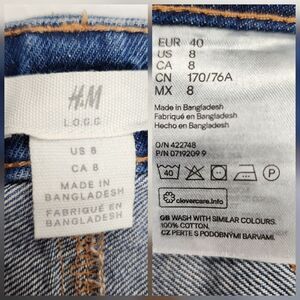 H&M
L.O.G.G
US 8
CA 8
MADE IN
BANGLADESH
FABRIQUÉ EN
BANGLADESH
EUR 40
US 8
CA 8
CN 170/76A
MX 8
Made in Bangladesh
Fabriqué en Bangladesh
Hecho en Bangladesh
O/N 422748
P/N 0719209 9
40
P
clevercare.info
GB WASH WITH SIMILAR COLOURS.
100% COTTON.
CZ PERTE S PODOBNÝMI BARVAMI.